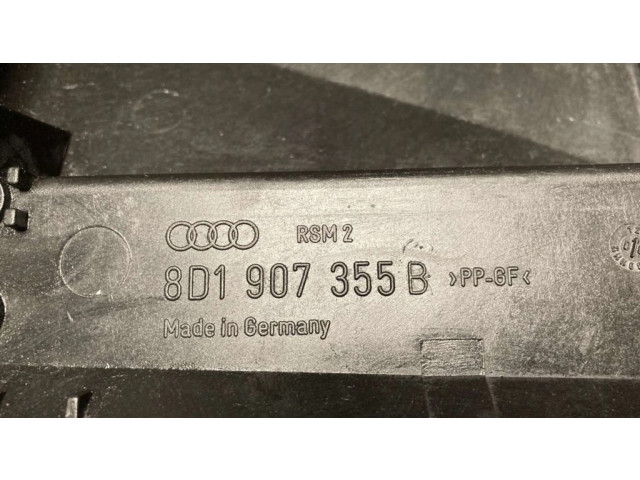 RSM 2
8D1 907 355 B >PP-GF<
Made in Germany